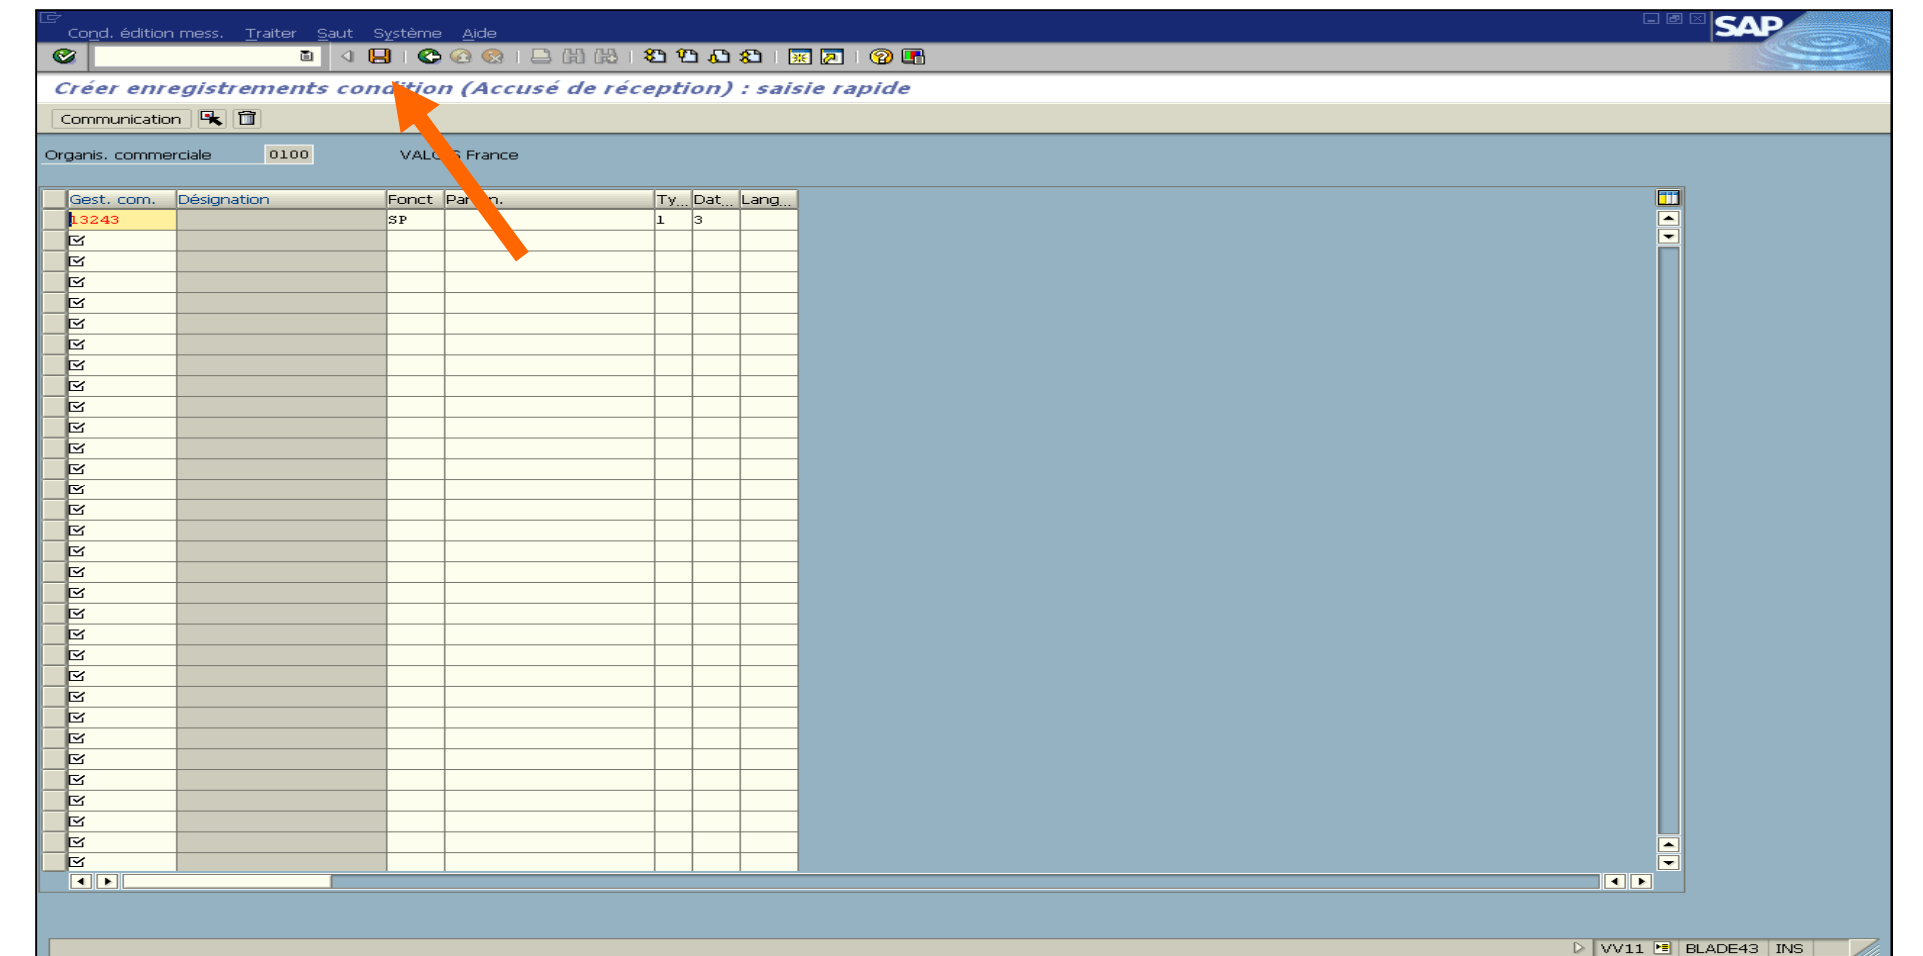 Cond. édition mess. Traiter Saut Système Aide
SAP
Créer enregistrements condition (Accusé de réception) : saisie rapide
Communication
Organis. commerciale 0100 France
Gest. com. Désignation Fonct Ty... Dat... Lang...
13243 SP 1 3
VV11 BLADE43 INS